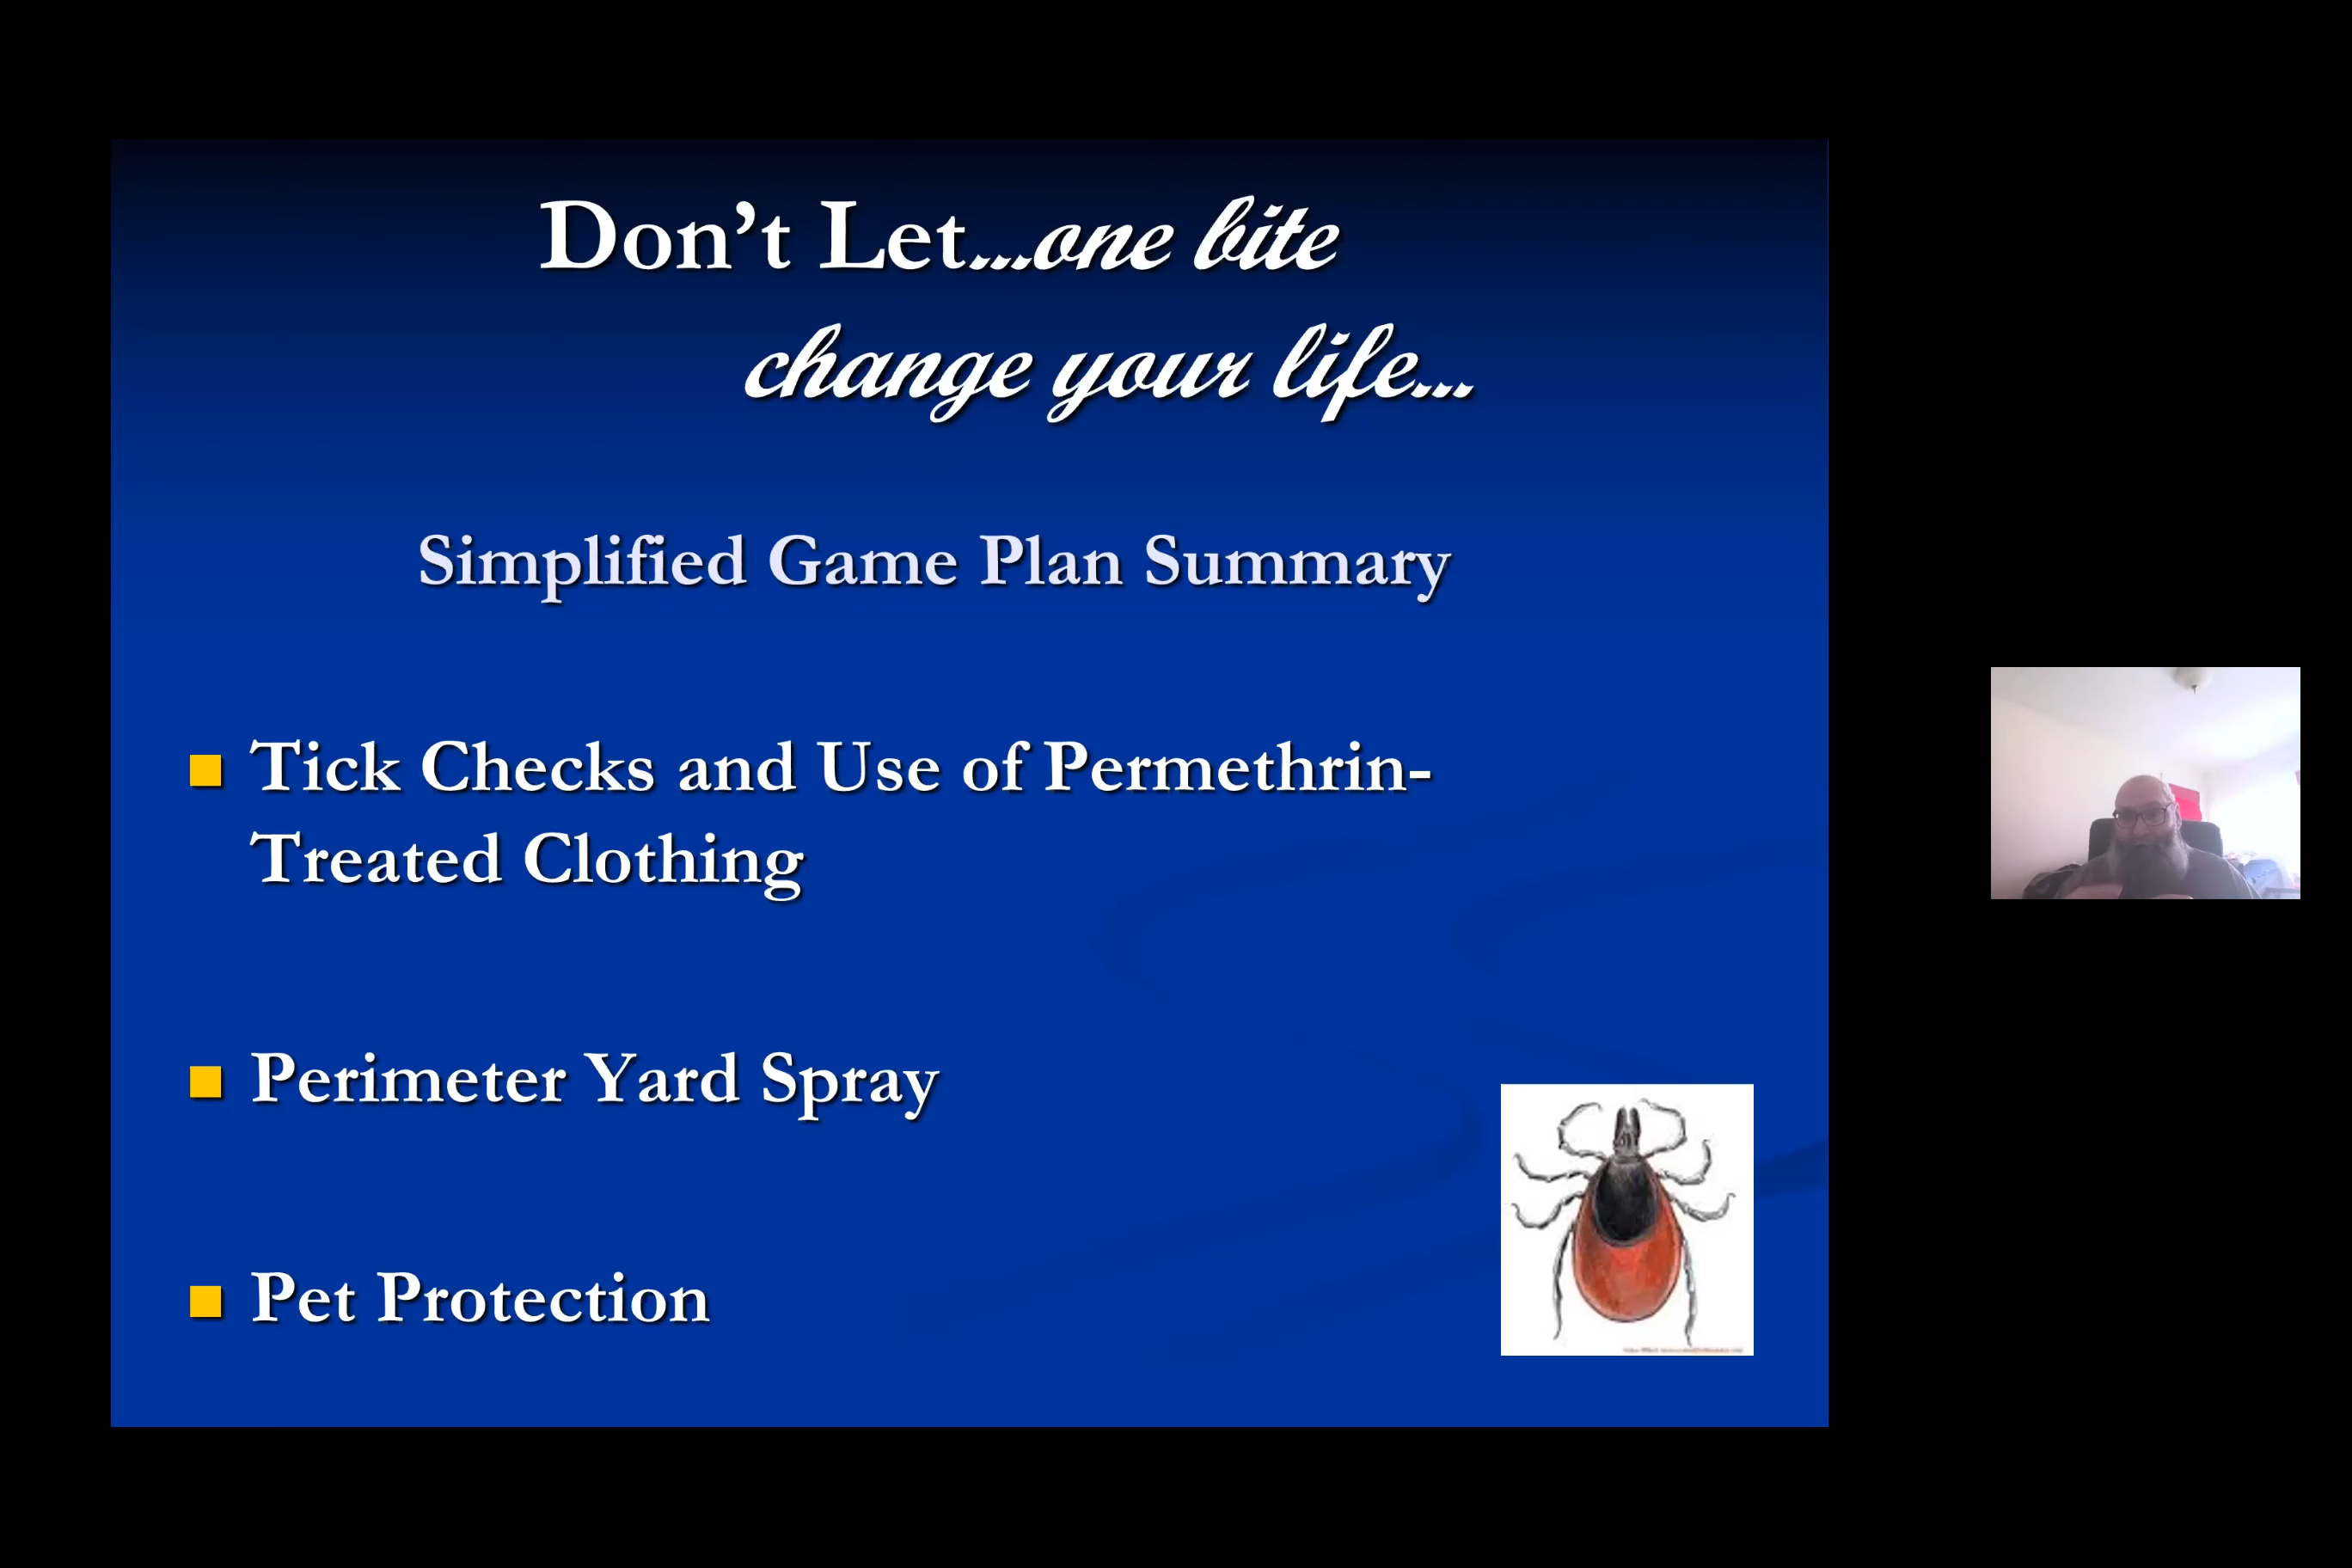 Don’t Let...one bite
change your life...
Simplified Game Plan Summary
Tick Checks and Use of Permethrin-
Treated Clothing
Perimeter Yard Spray
Pet Protection